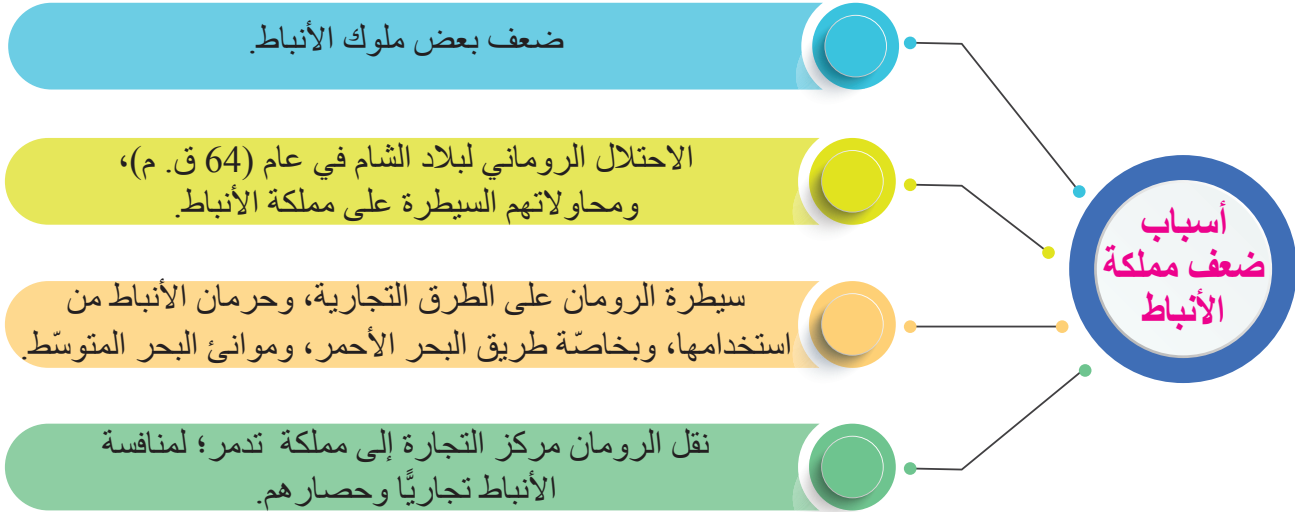 أسباب
ضعف مملكة
الأنباط
ضعف بعض ملوك الأنباط.
الاحتلال الروماني لبلاد الشام في عام (64 ق. م)،
ومحاولاتهم السيطرة على مملكة الأنباط.
سيطرة الرومان على الطرق التجارية، وحرمان الأنباط من
استخدامها، وبخاصّة طريق البحر الأحمر، وموانئ البحر المتوسّط.
نقل الرومان مركز التجارة إلى مملكة تدمر؛ لمنافسة
الأنباط تجاريًّا وحصارهم.